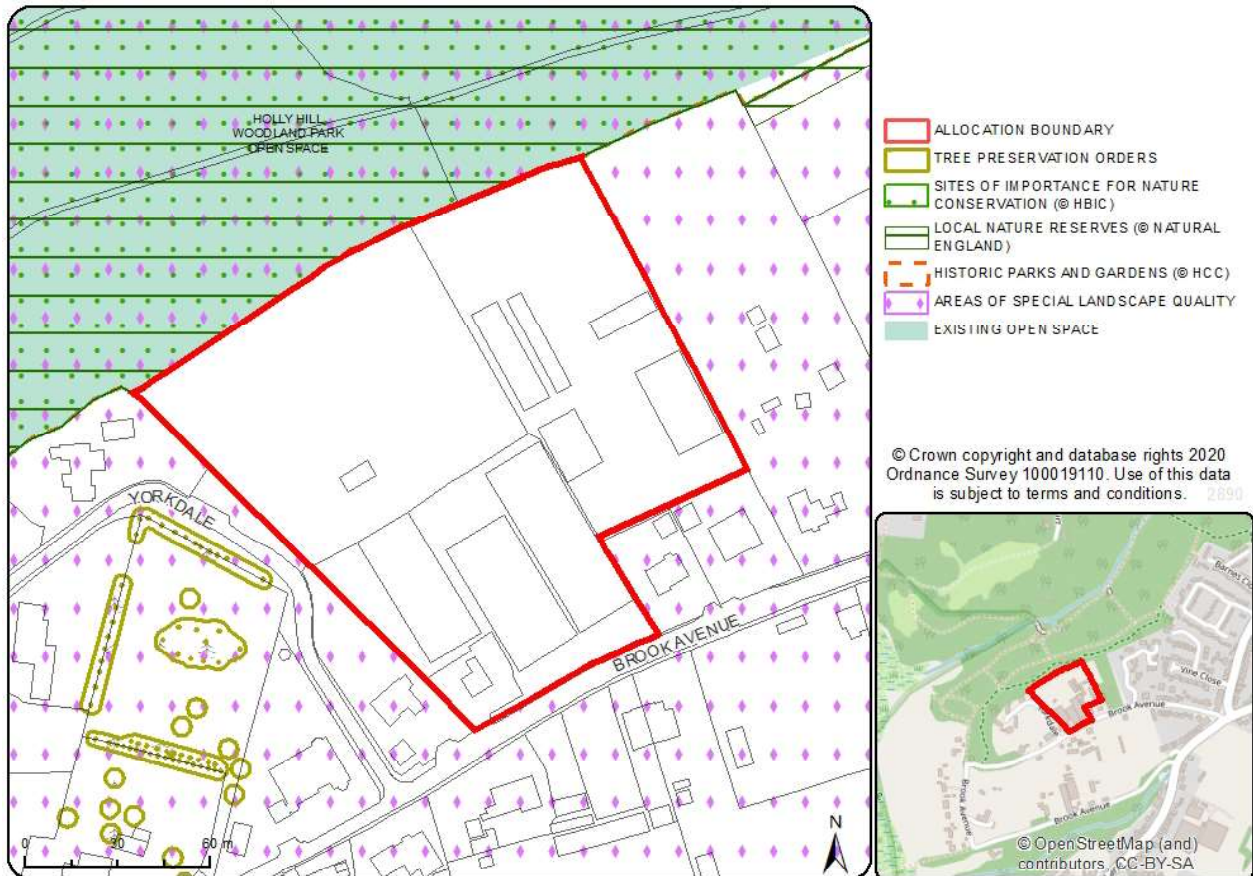 HOLLY HILL
WOODLAND PARK
OPEN SPACE
YORKDALE
BROOK AVENUE
0 30 60 m
N
ALLOCATION BOUNDARY
TREE PRESERVATION ORDERS
SITES OF IMPORTANCE FOR NATURE
CONSERVATION (© HBIC)
LOCAL NATURE RESERVES (© NATURAL
ENGLAND)
HISTORIC PARKS AND GARDENS (© HCC)
AREAS OF SPECIAL LANDSCAPE QUALITY
EXISTING OPEN SPACE
© Crown copyright and database rights 2020
Ordnance Survey 100019110. Use of this data
is subject to terms and conditions. 2890
Vine Close
Brook Avenue
Brook Avenue
Brook Avenue
© OpenStreetMap (and)
contributors, CC-BY-SA